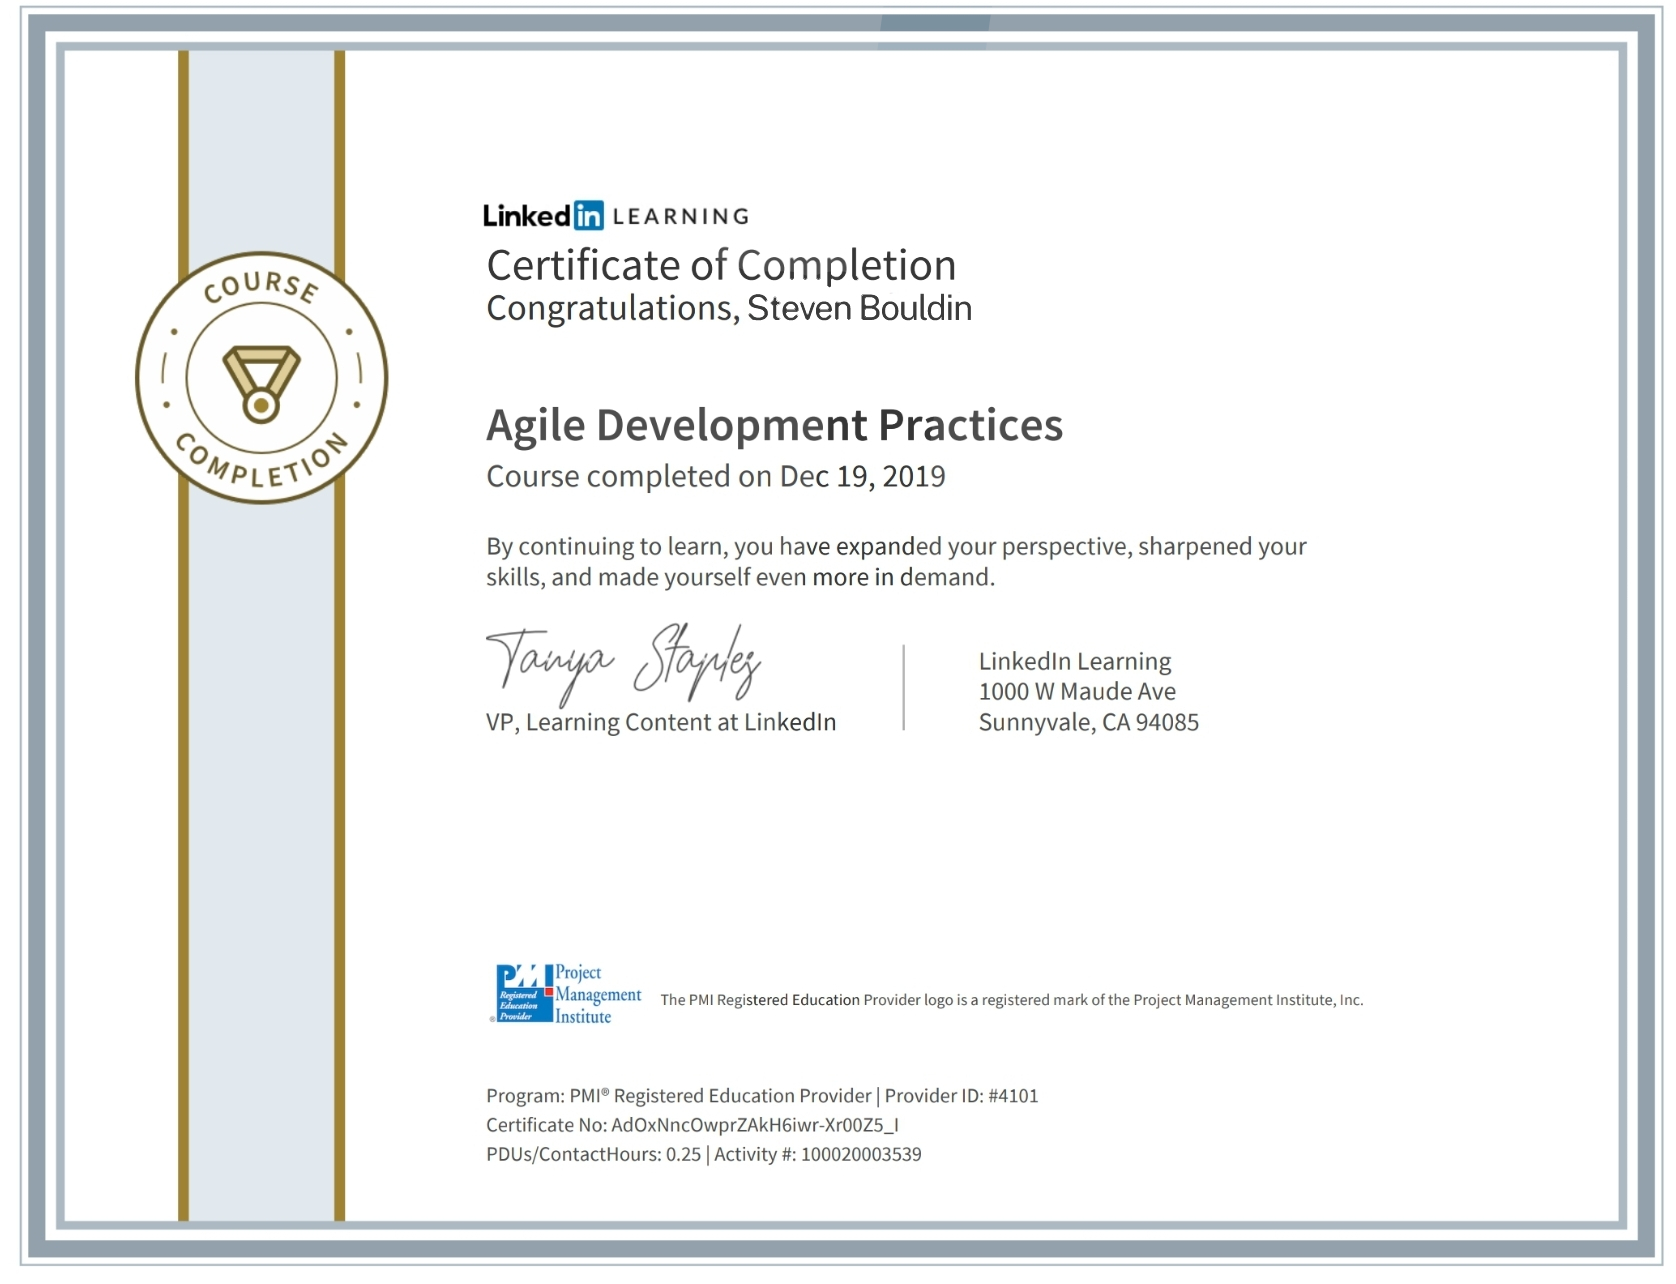 COURSE
COMPLETION
Linked in LEARNING
Certificate of Completion
Congratulations, Steven Bouldin
Agile Development Practices
Course completed on Dec 19, 2019
By continuing to learn, you have expanded your perspective, sharpened your
skills, and made yourself even more in demand.
Tanya Staples
VP, Learning Content at LinkedIn
LinkedIn Learning
1000 W Maude Ave
Sunnyvale, CA 94085
PMI
Registered
Education
® Provider
Project
Management
Institute
The PMI Registered Education Provider logo is a registered mark of the Project Management Institute, Inc.
Program: PMI® Registered Education Provider | Provider ID: #4101
Certificate No: AdOxNncOwprZAkH6iwr-Xr00Z5_I
PDUs/ContactHours: 0.25 | Activity #: 100020003539